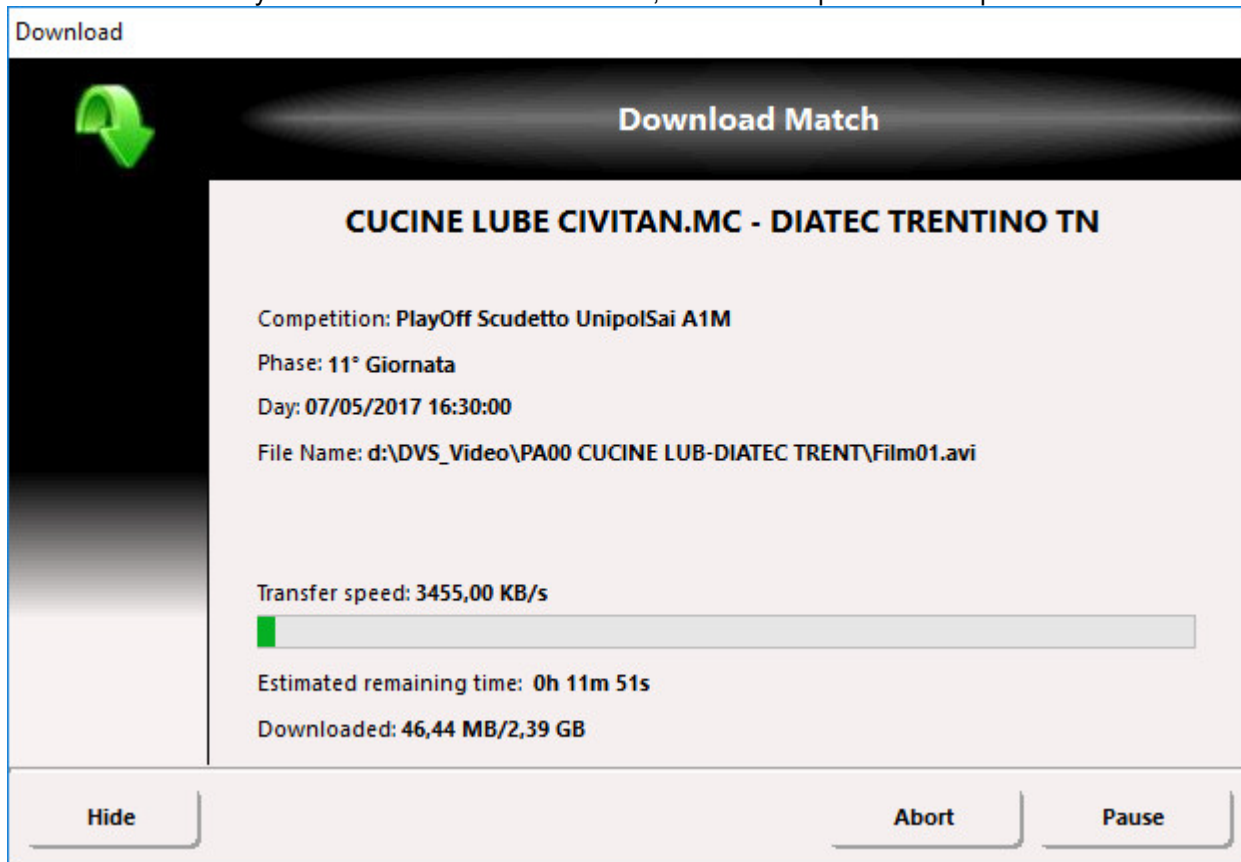 Download
Download Match
CUCINE LUBE CIVITAN.MC - DIATEC TRENTINO TN
Competition: PlayOff Scudetto UnipolSai A1M
Phase: 11° Giornata
Day: 07/05/2017 16:30:00
File Name: d:\DVS_Video\PA00 CUCINE LUB-DIATEC TRENT\Film01.avi
Transfer speed: 3455,00 KB/s
Estimated remaining time: 0h 11m 51s
Downloaded: 46,44 MB/2,39 GB
Hide Abort Pause